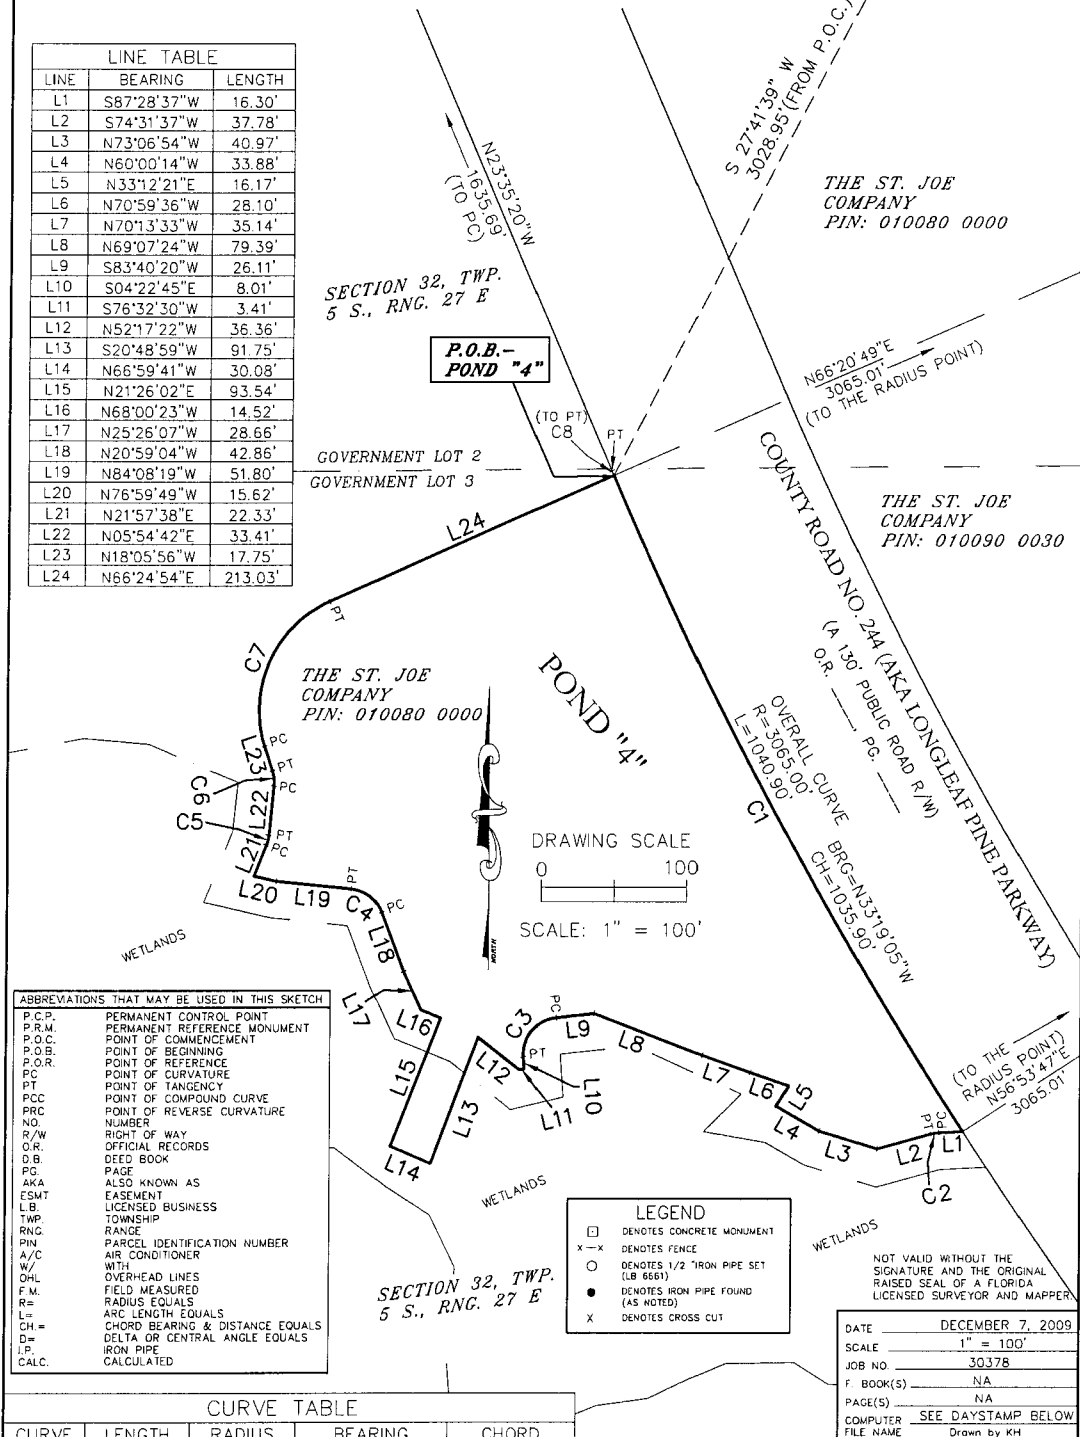 LINE TABLE
LINE BEARING LENGTH
L1 S87°28'37"W 16.30'
L2 S74°31'37"W 37.78'
L3 N73°06'54"W 40.97'
L4 N60°00'14"W 33.88'
L5 N33°12'21"E 16.17'
L6 N70°59'36"W 28.10'
L7 N70°13'33"W 35.14'
L8 N69°07'24"W 79.39'
L9 S83°40'20"W 26.11'
L10 S04°22'45"E 8.01'
L11 S76°32'30"W 3.41'
L12 N52°17'22"W 36.36'
L13 S20°48'59"W 91.75'
L14 N66°59'41"W 30.08'
L15 N21°26'02"E 93.54'
L16 N68°00'23"W 14.52'
L17 N25°26'07"W 28.66'
L18 N20°59'04"W 42.86'
L19 N84°08'19"W 51.80'
L20 N76°59'49"W 15.62'
L21 N21°57'38"E 22.33'
L22 N05°54'42"E 33.41'
L23 N18°05'56"W 17.75'
L24 N66°24'54"E 213.03'
N23°35'20"W
1635.69'
(TO PC)
S 27°41'39" W
3028.95'(FROM P.O.C.)
THE ST. JOE
COMPANY
PIN: 010080 0000
SECTION 32, TWP.
5 S., RNG. 27 E
P.O.B.-
POND "4"
N66°20'49"E
3065.01'
(TO THE RADIUS POINT)
(TO PT)
C8
PT
GOVERNMENT LOT 2
GOVERNMENT LOT 3
THE ST. JOE
COMPANY
PIN: 010090 0030
COUNTY ROAD NO. 244 (AKA LONGLEAF PINE PARKWAY)
(A 130' PUBLIC ROAD R/W)
O.R. ____, PG. ____
L24
PT
C7
THE ST. JOE
COMPANY
PIN: 010080 0000
POND "4"
OVERALL CURVE
R=3065.00'
L=1040.90'
C1
BRG=N33°19'05"W
CH=1035.90'
PC
L23
PT
C6
PC
L22
C5
PT
PC
L21
L20
L19
PT
C4
PC
L18
NORTH
DRAWING SCALE
0 100
SCALE: 1" = 100'
WETLANDS
L17
L16
L15
L14
L13
L12
C3
PC
L9
PT
L10
L11
L8
L7
L6
L5
L4
L3
L2
PT
PC
L1
C2
(TO THE
RADIUS POINT)
N56°53'47"E
3065.01'
ABBREVIATIONS THAT MAY BE USED IN THIS SKETCH
P.C.P. PERMANENT CONTROL POINT
P.R.M. PERMANENT REFERENCE MONUMENT
P.O.C. POINT OF COMMENCEMENT
P.O.B. POINT OF BEGINNING
P.O.R. POINT OF REFERENCE
PC POINT OF CURVATURE
PT POINT OF TANGENCY
PCC POINT OF COMPOUND CURVE
PRC POINT OF REVERSE CURVATURE
NO. NUMBER
R/W RIGHT OF WAY
O.R. OFFICIAL RECORDS
D.B. DEED BOOK
PG. PAGE
AKA ALSO KNOWN AS
ESMT EASEMENT
L.B. LICENSED BUSINESS
TWP. TOWNSHIP
RNG. RANGE
PIN PARCEL IDENTIFICATION NUMBER
A/C AIR CONDITIONER
W/ WITH
OHL OVERHEAD LINES
F.M. FIELD MEASURED
R= RADIUS EQUALS
L= ARC LENGTH EQUALS
CH.= CHORD BEARING & DISTANCE EQUALS
D= DELTA OR CENTRAL ANGLE EQUALS
I.P. IRON PIPE
CALC. CALCULATED
WETLANDS
WETLANDS
SECTION 32, TWP.
5 S., RNG. 27 E
LEGEND
DENOTES CONCRETE MONUMENT
x—x DENOTES FENCE
DENOTES 1/2 "IRON PIPE SET
(LB 6661)
DENOTES IRON PIPE FOUND
(AS NOTED)
X DENOTES CROSS CUT
NOT VALID WITHOUT THE
SIGNATURE AND THE ORIGINAL
RAISED SEAL OF A FLORIDA
LICENSED SURVEYOR AND MAPPER.
DATE DECEMBER 7, 2009
SCALE 1" = 100'
JOB NO. 30378
F. BOOK(S) NA
PAGE(S) NA
COMPUTER SEE DAYSTAMP BELOW
FILE NAME Drawn by KH
CURVE TABLE
CURVE LENGTH RADIUS BEARING CHORD